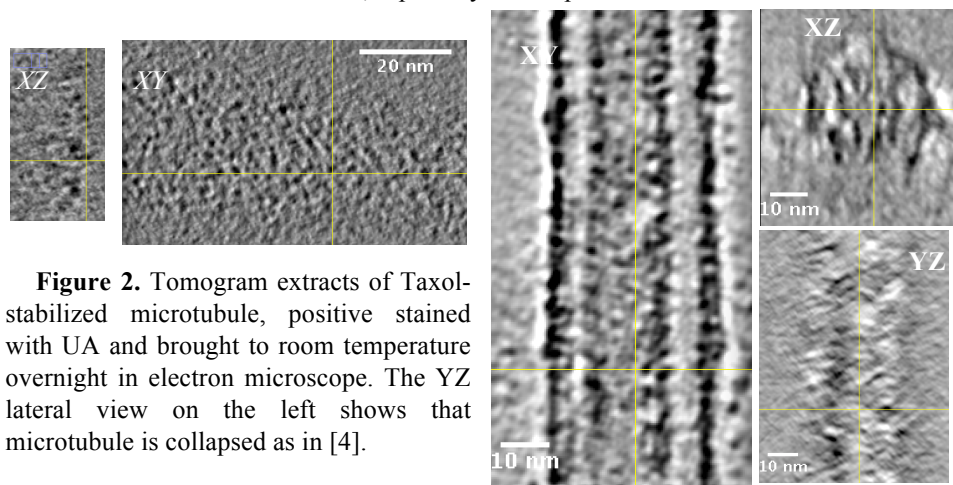 XZ
XY
20 nm
Figure 2. Tomogram extracts of Taxol-
stabilized microtubule, positive stained
with UA and brought to room temperature
overnight in electron microscope. The YZ
lateral view on the left shows that
microtubule is collapsed as in [4].
XY
10 nm
XZ
10 nm
YZ
10 nm